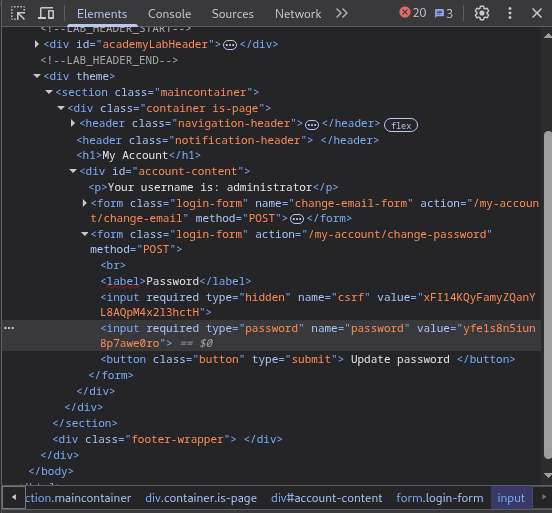 Elements Console Sources Network 20 3
<!--LAB_HEADER_START-->
<div id="academyLabHeader"> … </div>
<!--LAB_HEADER_END-->
<div theme>
<section class="maincontainer">
<div class="container is-page">
<header class="navigation-header"> … </header> flex
<header class="notification-header"> </header>
<h1>My Account</h1>
<div id="account-content">
<p>Your username is: administrator</p>
<form class="login-form" name="change-email-form" action="/my-accou
nt/change-email" method="POST"> … </form>
<form class="login-form" action="/my-account/change-password"
method="POST">
<br>
<label>Password</label>
<input required type="hidden" name="csrf" value="xFI14KQyFamyZQanY
L8AQpM4x2l3hctH">
<input required type="password" name="password" value="yfe1s8n5iun
8p7awe0ro"> == $0
<button class="button" type="submit"> Update password </button>
</form>
</div>
</div>
</section>
<div class="footer-wrapper"> </div>
</div>
</body>
ction.maincontainer div.container.is-page div#account-content form.login-form input